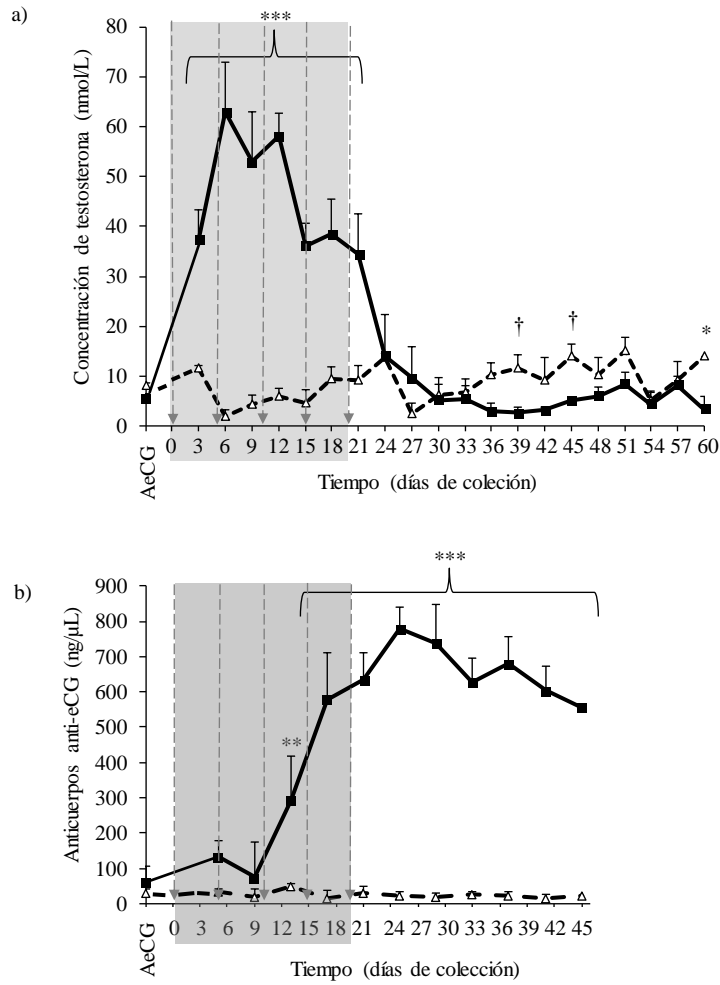 a)
***
Concentración de testosterona (nmol/L)
80
70
60
50
40
30
20
10
0
† † *
AeCG 0 3 6 9 12 15 18 21 24 27 30 33 36 39 42 45 48 51 54 57 60
Tiempo (días de coleción)
b)
***
Anticuerpos anti-eCG (ng/µL)
900
800
700
600
500
400
300
200
100
0
**
AeCG 0 3 6 9 12 15 18 21 24 27 30 33 36 39 42 45
Tiempo (días de colección)